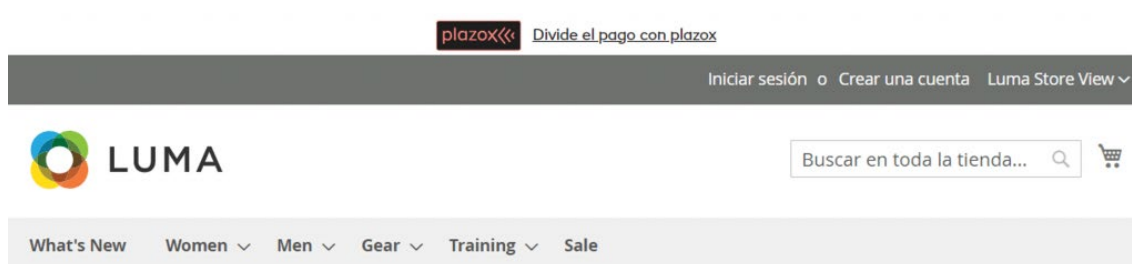 plazox Divide el pago con plazox
Iniciar sesión o Crear una cuenta Luma Store View
LUMA Buscar en toda la tienda...
What's New Women Men Gear Training Sale